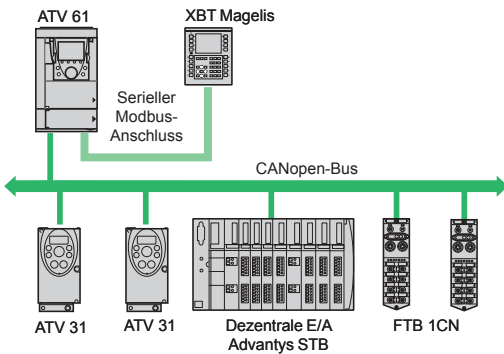 ATV 61
XBT Magelis
Serieller
Modbus-
Anschluss
CANopen-Bus
ATV 31
ATV 31
Dezentrale E/A
Advantys STB
FTB 1CN